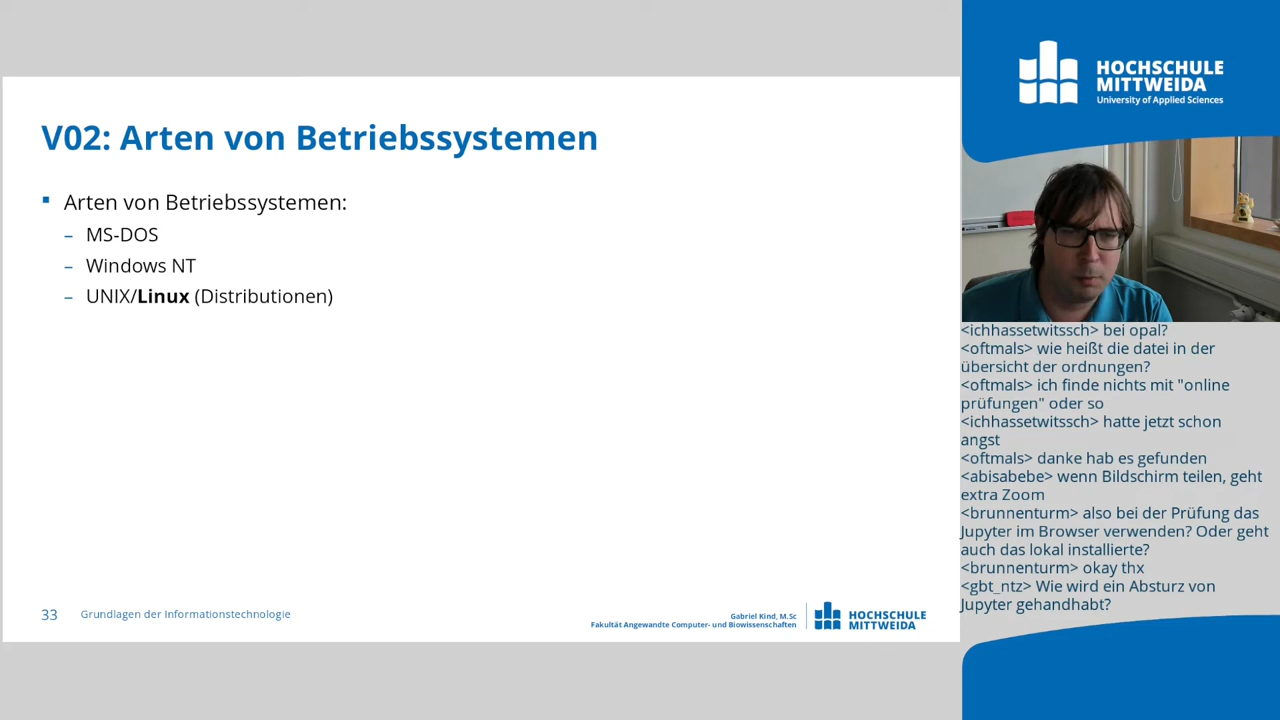 V02: Arten von Betriebssystemen
Arten von Betriebssystemen:
– MS-DOS
– Windows NT
– UNIX/Linux (Distributionen)
33
Grundlagen der Informationstechnologie
Gabriel Kind, M.Sc
Fakultät Angewandte Computer- und Biowissenschaften
HOCHSCHULE
MITTWEIDA
HOCHSCHULE
MITTWEIDA
University of Applied Sciences
<ichhassetwitssch> bei opal?
<oftmals> wie heißt die datei in der
übersicht der ordnungen?
<oftmals> ich finde nichts mit "online
prüfungen" oder so
<ichhassetwitssch> hatte jetzt schon
angst
<oftmals> danke hab es gefunden
<abisabebe> wenn Bildschirm teilen, geht
extra Zoom
<brunnenturm> also bei der Prüfung das
Jupyter im Browser verwenden? Oder geht
auch das lokal installierte?
<brunnenturm> okay thx
<gbt_ntz> Wie wird ein Absturz von
Jupyter gehandhabt?